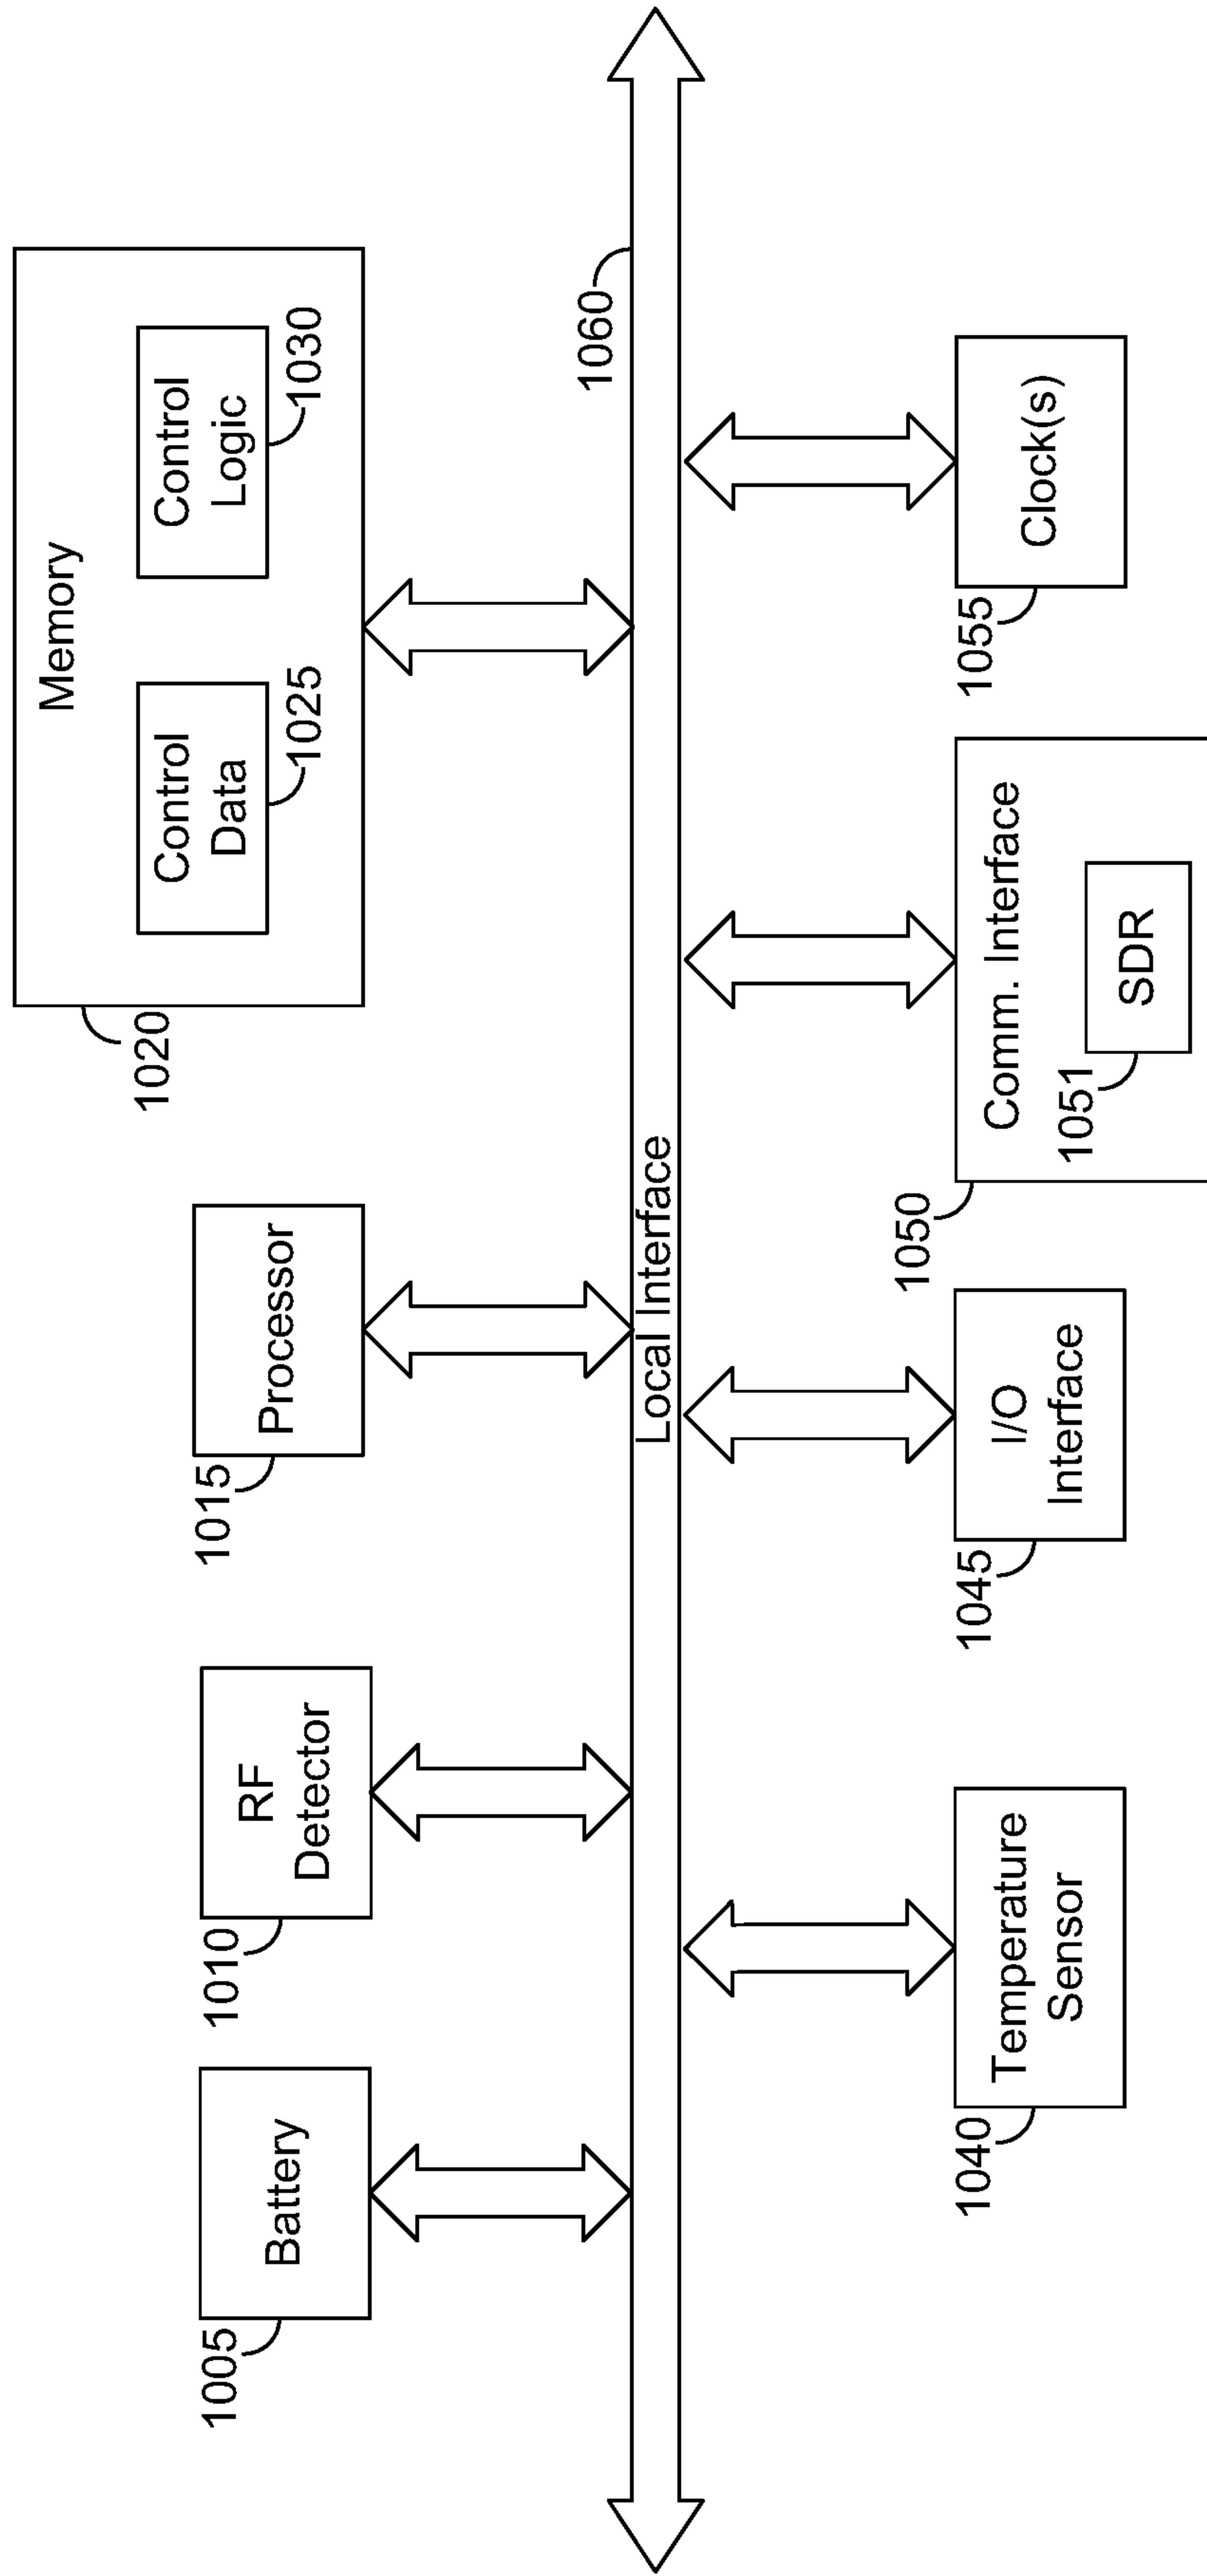 Memory
Control
Data
1025
Control
Logic
1030
1020
Processor
1015
RF
Detector
1010
Battery
1005
1060
Local Interface
Temperature
Sensor
1040
I/O
Interface
1045
Comm. Interface
1051
SDR
1050
Clock(s)
1055